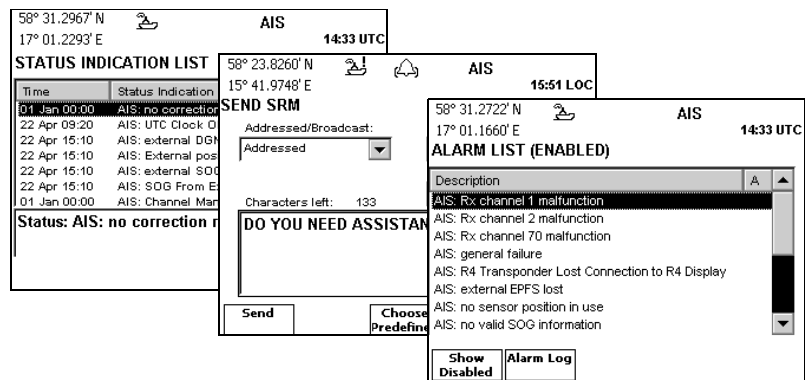 58° 31.2967' N
AIS
17° 01.2293' E
14:33 UTC
STATUS INDICATION LIST
Time Status Indication
01 Jan 00:00 AIS: no correction
22 Apr 09:20 AIS: UTC Clock
22 Apr 15:10 AIS: external
22 Apr 15:10 AIS: External
22 Apr 15:10 AIS: external
22 Apr 15:10 AIS: SOG From
01 Jan 00:00 AIS: Channel
Status: AIS: no correction
58° 23.8260' N
AIS
15° 41.9748' E
15:51 LOC
SEND SRM
Addressed/Broadcast:
Addressed
Characters left: 133
DO YOU NEED
Send
Choose
58° 31.2722' N
AIS
17° 01.1660' E
14:33 UTC
ALARM LIST (ENABLED)
Description A
AIS: Rx channel 1 malfunction
AIS: Rx channel 2 malfunction
AIS: Rx channel 70 malfunction
AIS: general failure
AIS: R4 Transponder Lost Connection to R4 Display
AIS: external EPFS lost
AIS: no sensor position in use
AIS: no valid SOG information
Show Disabled
Alarm Log